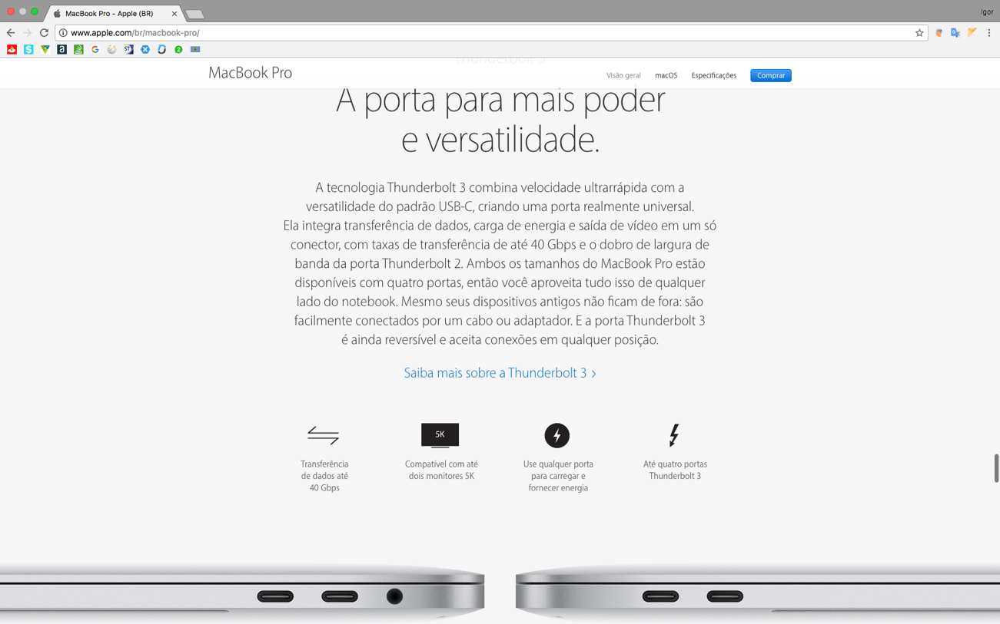 MacBook Pro - Apple (BR)
Igor
www.apple.com/br/macbook-pro/
Thunderbolt 3
MacBook Pro
Visão geral
macOS
Especificações
Comprar
A porta para mais poder
e versatilidade.
A tecnologia Thunderbolt 3 combina velocidade ultrarrápida com a
versatilidade do padrão USB-C, criando uma porta realmente universal.
Ela integra transferência de dados, carga de energia e saída de vídeo em um só
conector, com taxas de transferência de até 40 Gbps e o dobro de largura de
banda da porta Thunderbolt 2. Ambos os tamanhos do MacBook Pro estão
disponíveis com quatro portas, então você aproveita tudo isso de qualquer
lado do notebook. Mesmo seus dispositivos antigos não ficam de fora: são
facilmente conectados por um cabo ou adaptador. E a porta Thunderbolt 3
é ainda reversível e aceita conexões em qualquer posição.
Saiba mais sobre a Thunderbolt 3 >
5K
Transferência
de dados até
40 Gbps
Compatível com até
dois monitores 5K
Use qualquer porta
para carregar e
fornecer energia
Até quatro portas
Thunderbolt 3